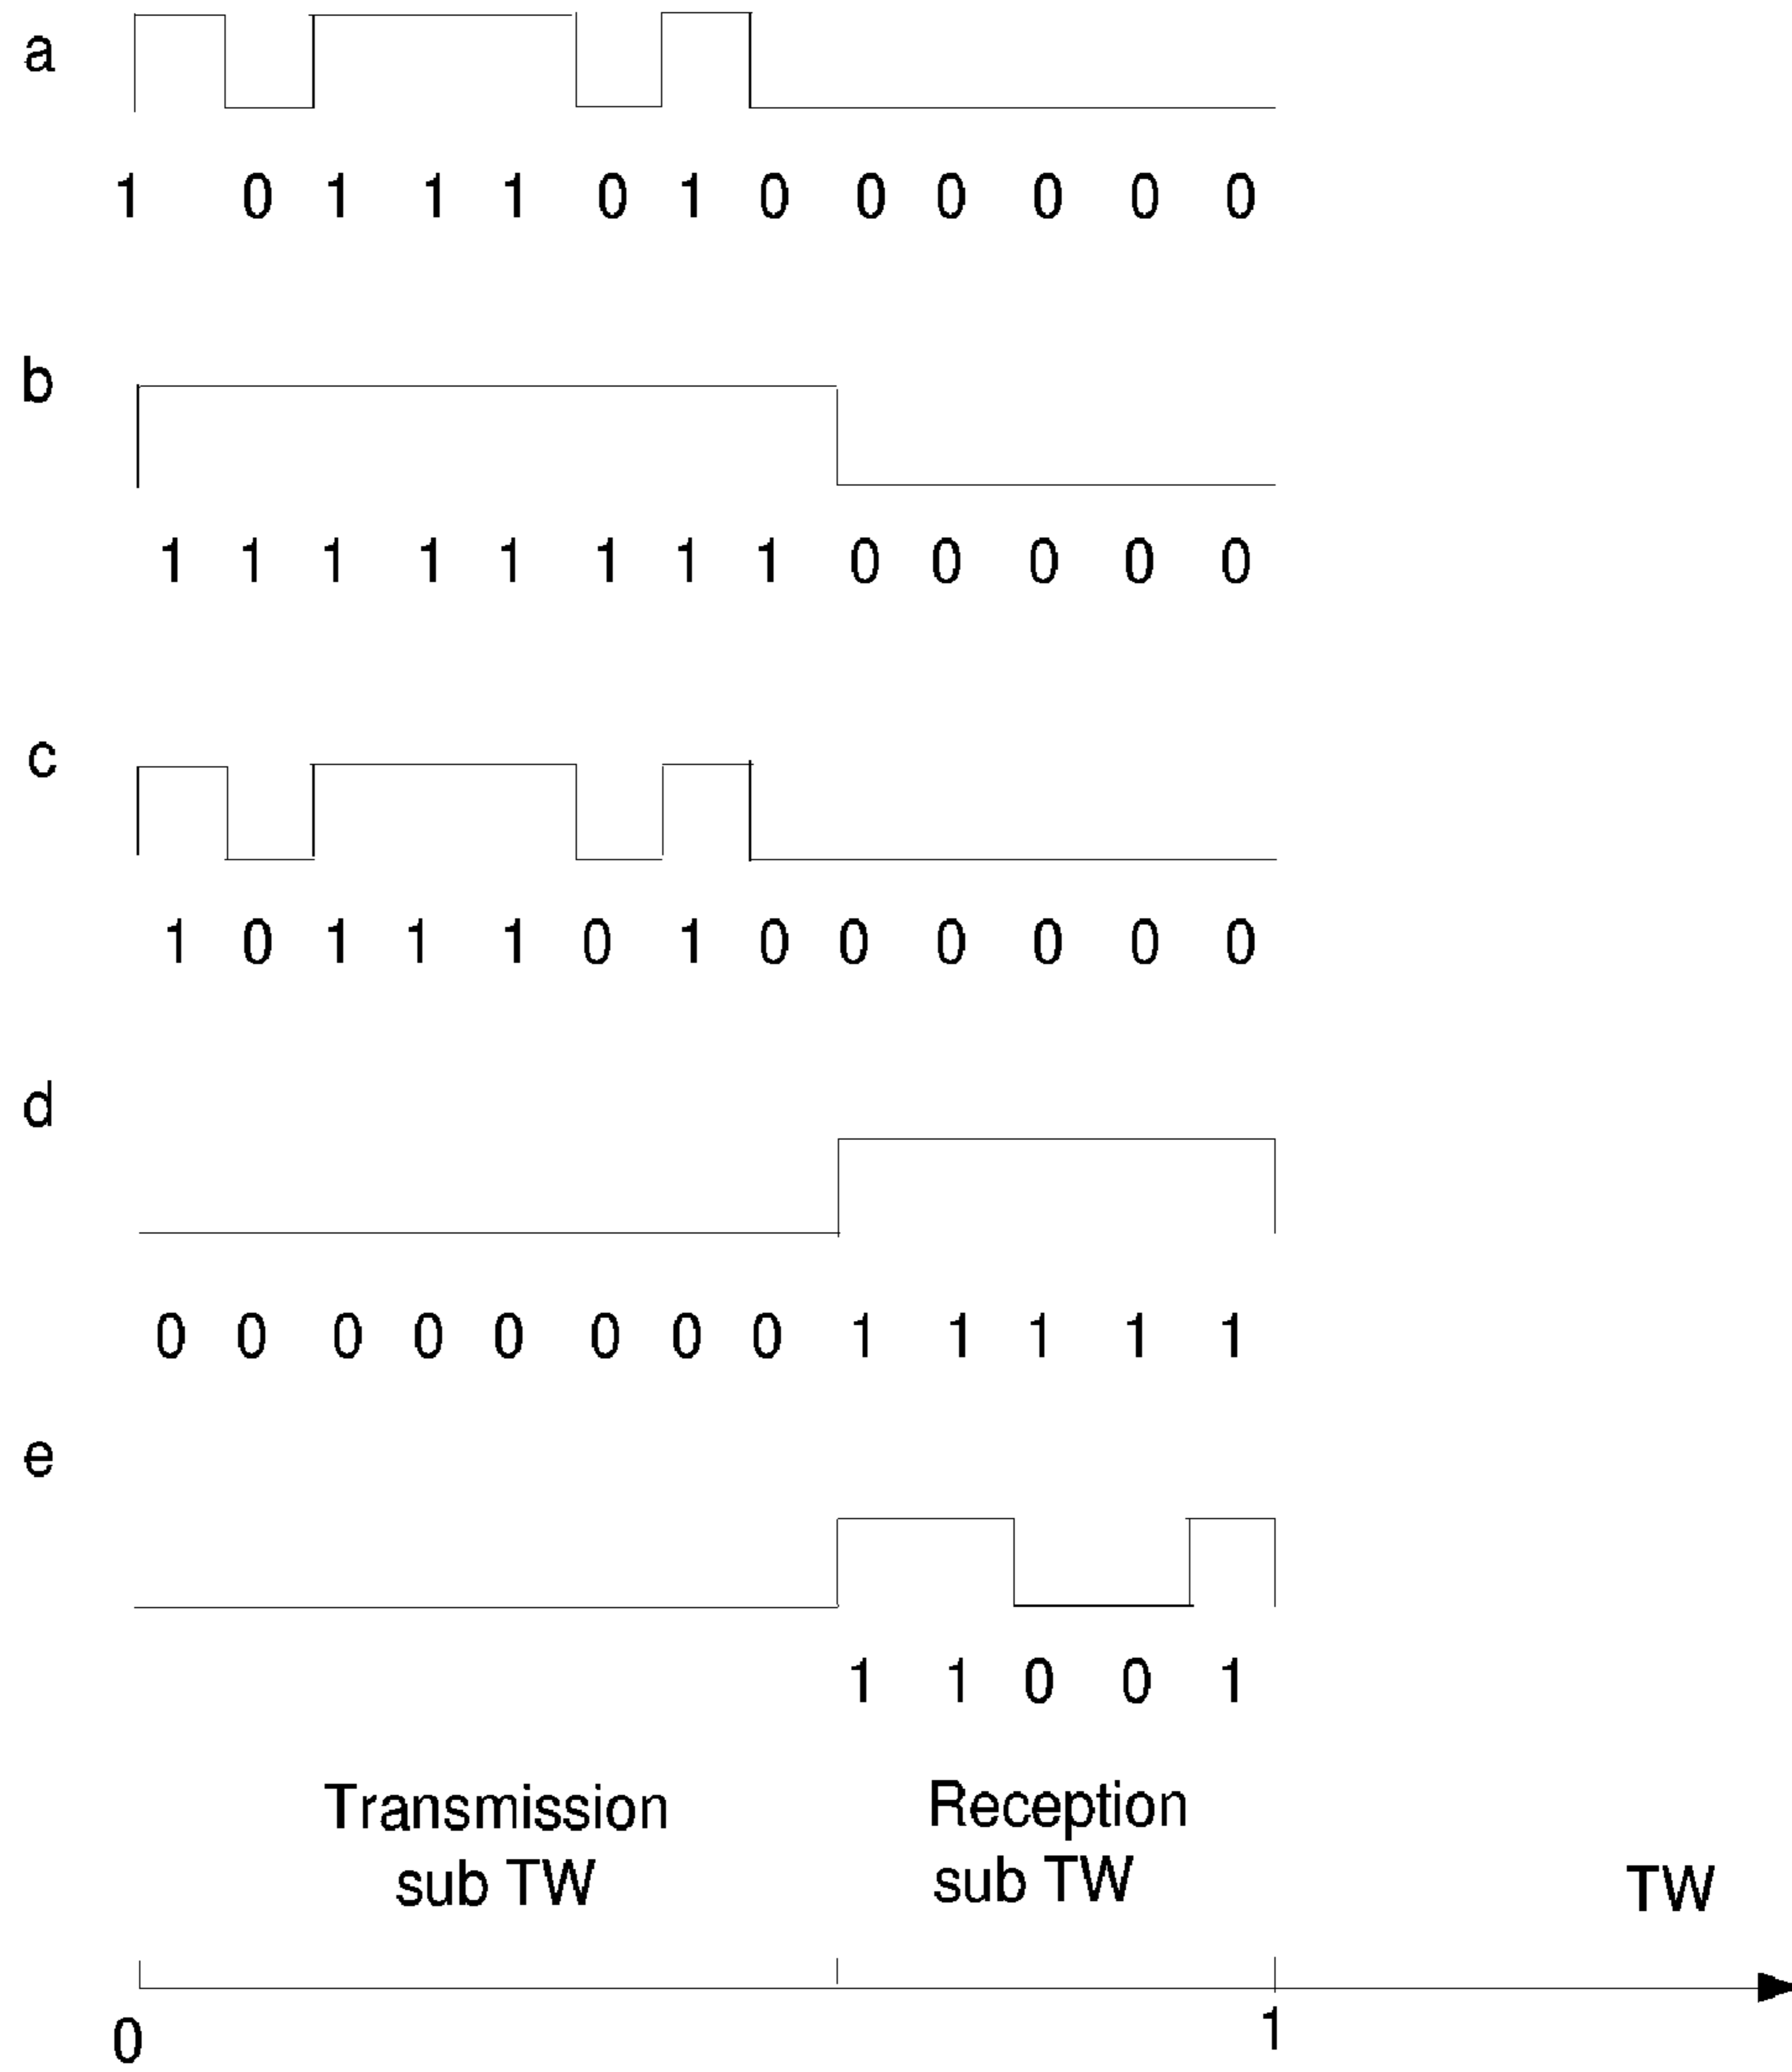 a
1 0 1 1 1 0 1 0 0 0 0 0 0
b
1 1 1 1 1 1 1 1 0 0 0 0 0
c
1 0 1 1 1 0 1 0 0 0 0 0 0
d
0 0 0 0 0 0 0 0 1 1 1 1 1
e
1 1 0 0 1
Transmission
sub TW
Reception
sub TW
TW
0 1